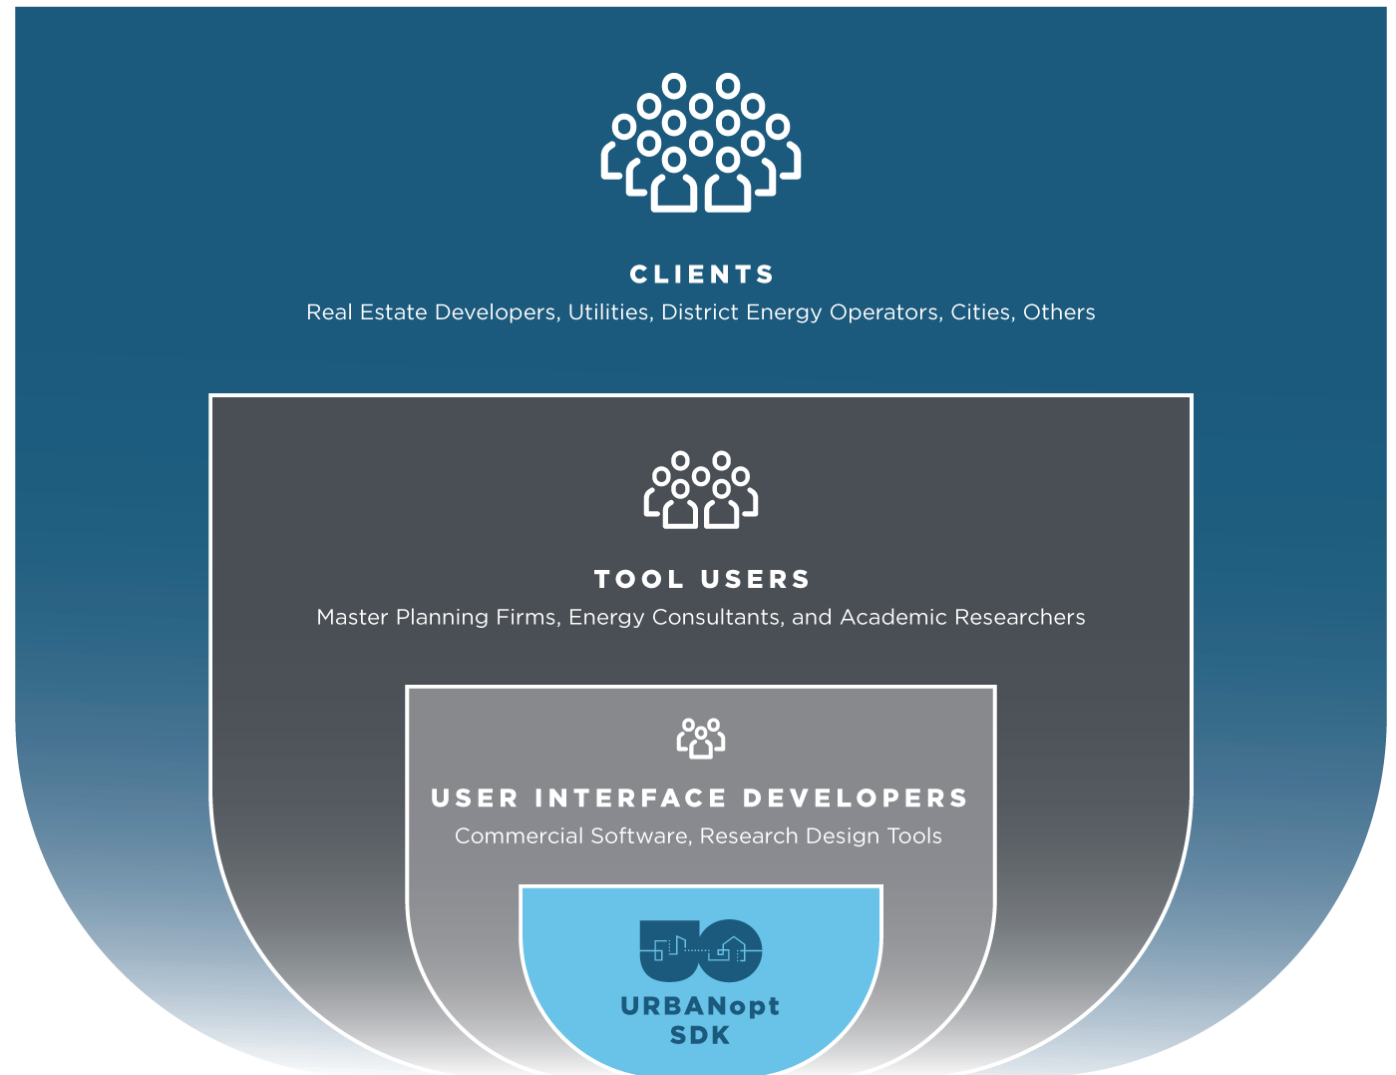 CLIENTS
Real Estate Developers, Utilities, District Energy Operators, Cities, Others
TOOL USERS
Master Planning Firms, Energy Consultants, and Academic Researchers
USER INTERFACE DEVELOPERS
Commercial Software, Research Design Tools
UO
URBANopt
SDK